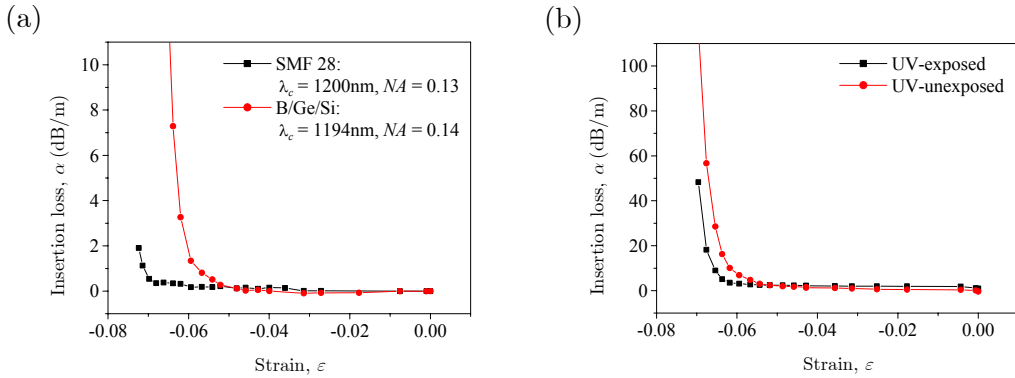 (a)
Insertion loss, α (dB/m)
10
8
6
4
2
0
SMF 28:
λc = 1200nm, NA = 0.13
B/Ge/Si:
λc = 1194nm, NA = 0.14
-0.08
-0.06
-0.04
-0.02
0.00
Strain, ε
(b)
Insertion loss, α (dB/m)
100
80
60
40
20
0
UV-exposed
UV-unexposed
-0.08
-0.06
-0.04
-0.02
0.00
Strain, ε